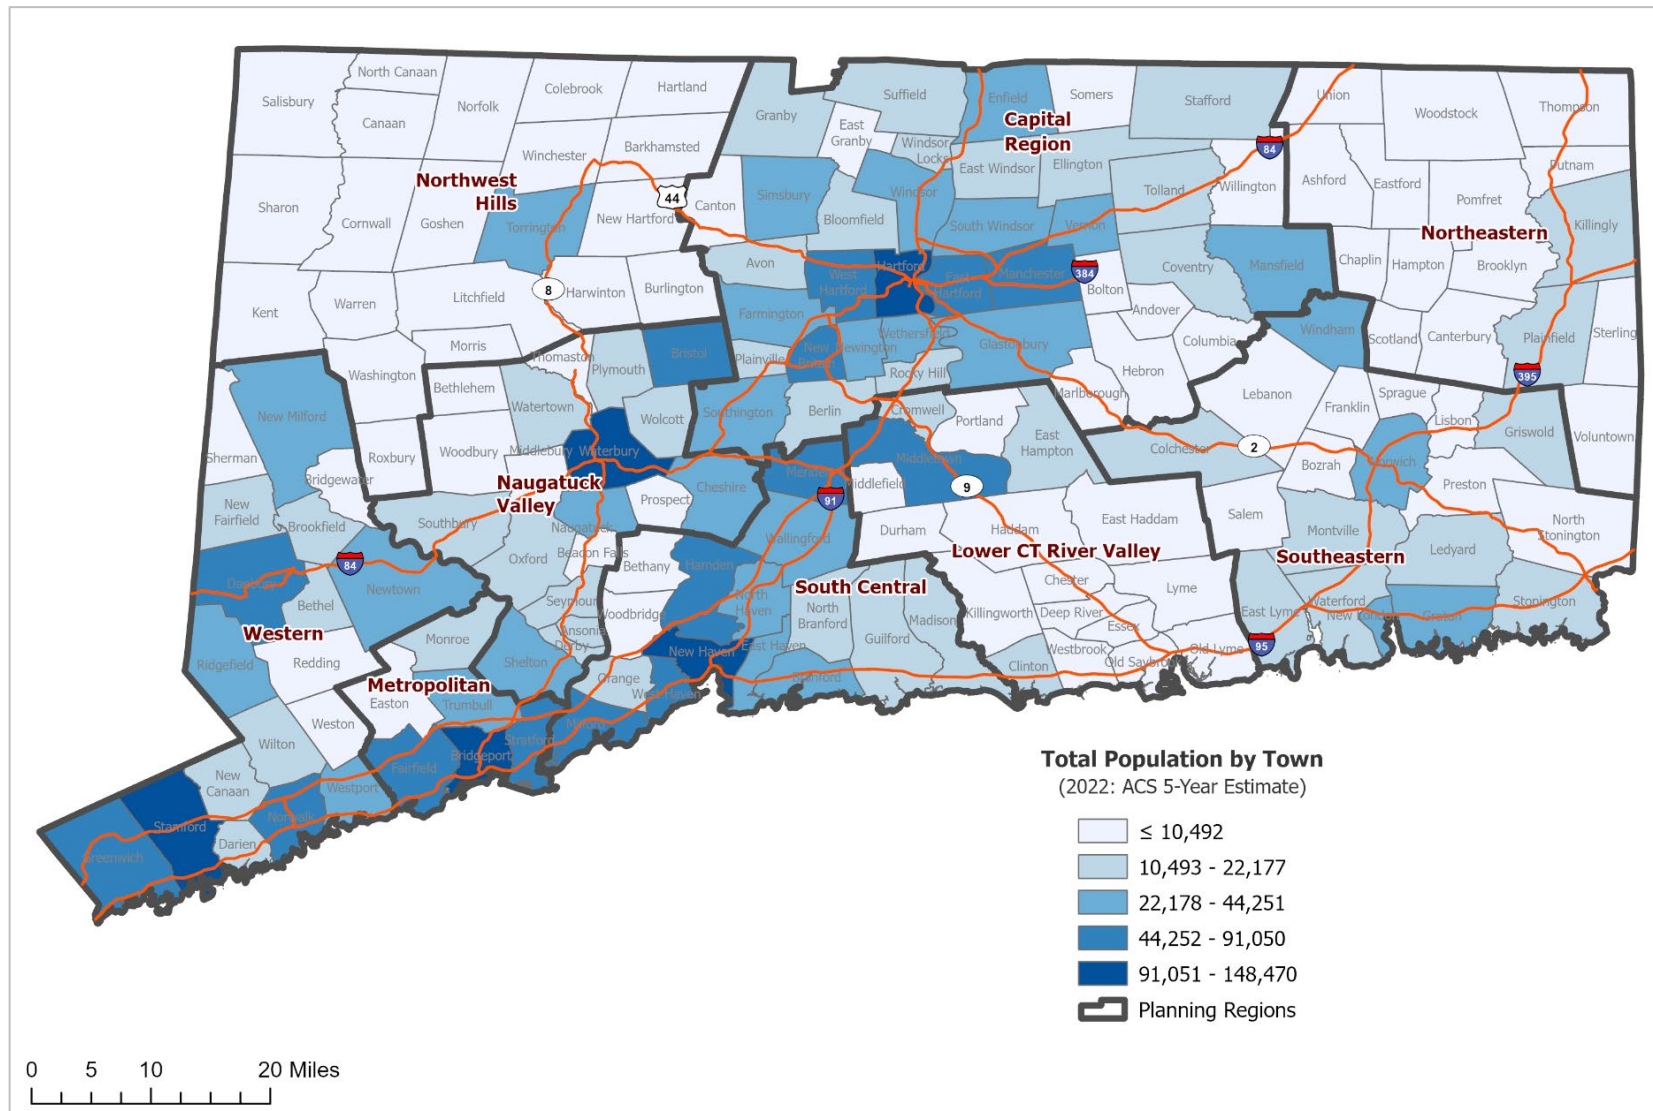 North Canaan
Salisbury
Canaan
Norfolk
Colebrook
Hartland
Granby
Suffield
Enfield
Somers
Stafford
Union
Woodstock
Thompson
Capital
Region
East
Granby
Windsor
Locks
East Windsor
Ellington
84
Winchester
Barkhamsted
Putnam
Northwest
Hills
44
Canton
Simsbury
Windsor
Tolland
Willington
Ashford
Eastford
Pomfret
Sharon
Cornwall
Goshen
Torrington
New Hartford
Bloomfield
South Windsor
Vernon
Killingly
Northeastern
Avon
West
Hartford
Hartford
East
Hartford
Manchester
384
Coventry
Mansfield
Chaplin
Hampton
Brooklyn
Kent
Warren
Litchfield
8
Harwinton
Burlington
Bolton
Andover
Farmington
Morris
Thomaston
Plymouth
Bristol
Plainville
New
Britain
Newington
Wethersfield
Glastonbury
Columbia
Windham
Scotland
Canterbury
Plainfield
Sterling
Rocky Hill
Hebron
395
Washington
Bethlehem
Watertown
Wolcott
Southington
Berlin
Cromwell
Portland
Marlborough
Lebanon
Franklin
Sprague
Lisbon
Griswold
Voluntown
New Milford
Sherman
Bridgewater
Roxbury
Woodbury
Middlebury
Waterbury
East
Hampton
Colchester
2
Bozrah
Norwich
Preston
Naugatuck
Valley
Prospect
Cheshire
Meriden
91
Middlefield
Middletown
9
New
Fairfield
Brookfield
Southbury
Naugatuck
Wallingford
Durham
Haddam
East Haddam
Salem
Montville
North
Stonington
Danbury
84
Newtown
Oxford
Beacon Falls
Bethany
Hamden
Lower CT River Valley
Southeastern
Ledyard
Bethel
Seymour
Woodbridge
North
Haven
South Central
North
Branford
Madison
Killingworth
Chester
Deep River
Lyme
East Lyme
Waterford
New London
Groton
Stonington
Western
Monroe
Ansonia
Derby
Guilford
Essex
Ridgefield
Redding
Shelton
New Haven
East Haven
Westbrook
Old Saybrook
Old Lyme
95
Metropolitan
Easton
Trumbull
Orange
West Haven
Branford
Clinton
Weston
Wilton
Milford
Stratford
Bridgeport
Fairfield
New
Canaan
Westport
Norwalk
Stamford
Darien
Greenwich
Total Population by Town
(2022: ACS 5-Year Estimate)
≤ 10,492
10,493 - 22,177
22,178 - 44,251
44,252 - 91,050
91,051 - 148,470
Planning Regions
0 5 10 20 Miles